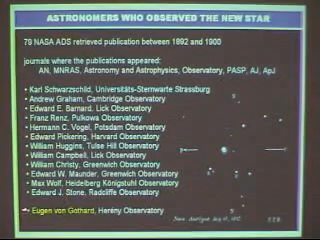 ASTRONOMERS WHO OBSERVED THE NEW STAR
79 NASA ADS retrieved publication between 1892 and 1900
journals where the publications appeared:
AN, MNRAS, Astronomy and Astrophysics, Observatory, PASP, AJ, ApJ
• Karl Schwarzschild, Universitäts-Sternwarte Strassburg
• Andrew Graham, Cambridge Observatory
• Edward E. Barnard, Lick Observatory
• Franz Renz, Pulkowa Observatory
• Hermann C. Vogel, Potsdam Observatory
• Edward Pickering, Harvard Observatory
• William Huggins, Tulse Hill Observatory
• William Campbell, Lick Observatory
• William Christy, Greenwich Observatory
• Edward W. Maunder, Greenwich Observatory
• Max Wolf, Heidelberg Königstuhl Observatory
• Edward J. Stone, Radcliffe Observatory
Eugen von Gothard, Herény Observatory